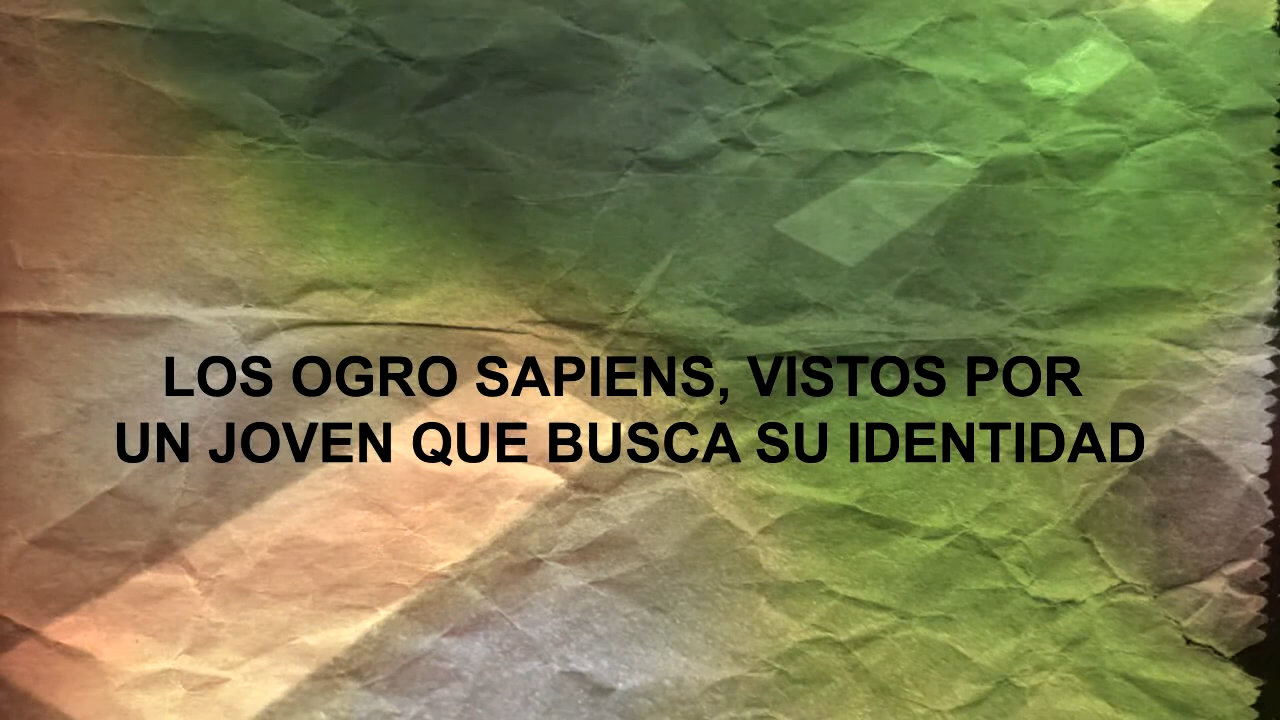 LOS OGRO SAPIENS, VISTOS POR
UN JOVEN QUE BUSCA SU IDENTIDAD